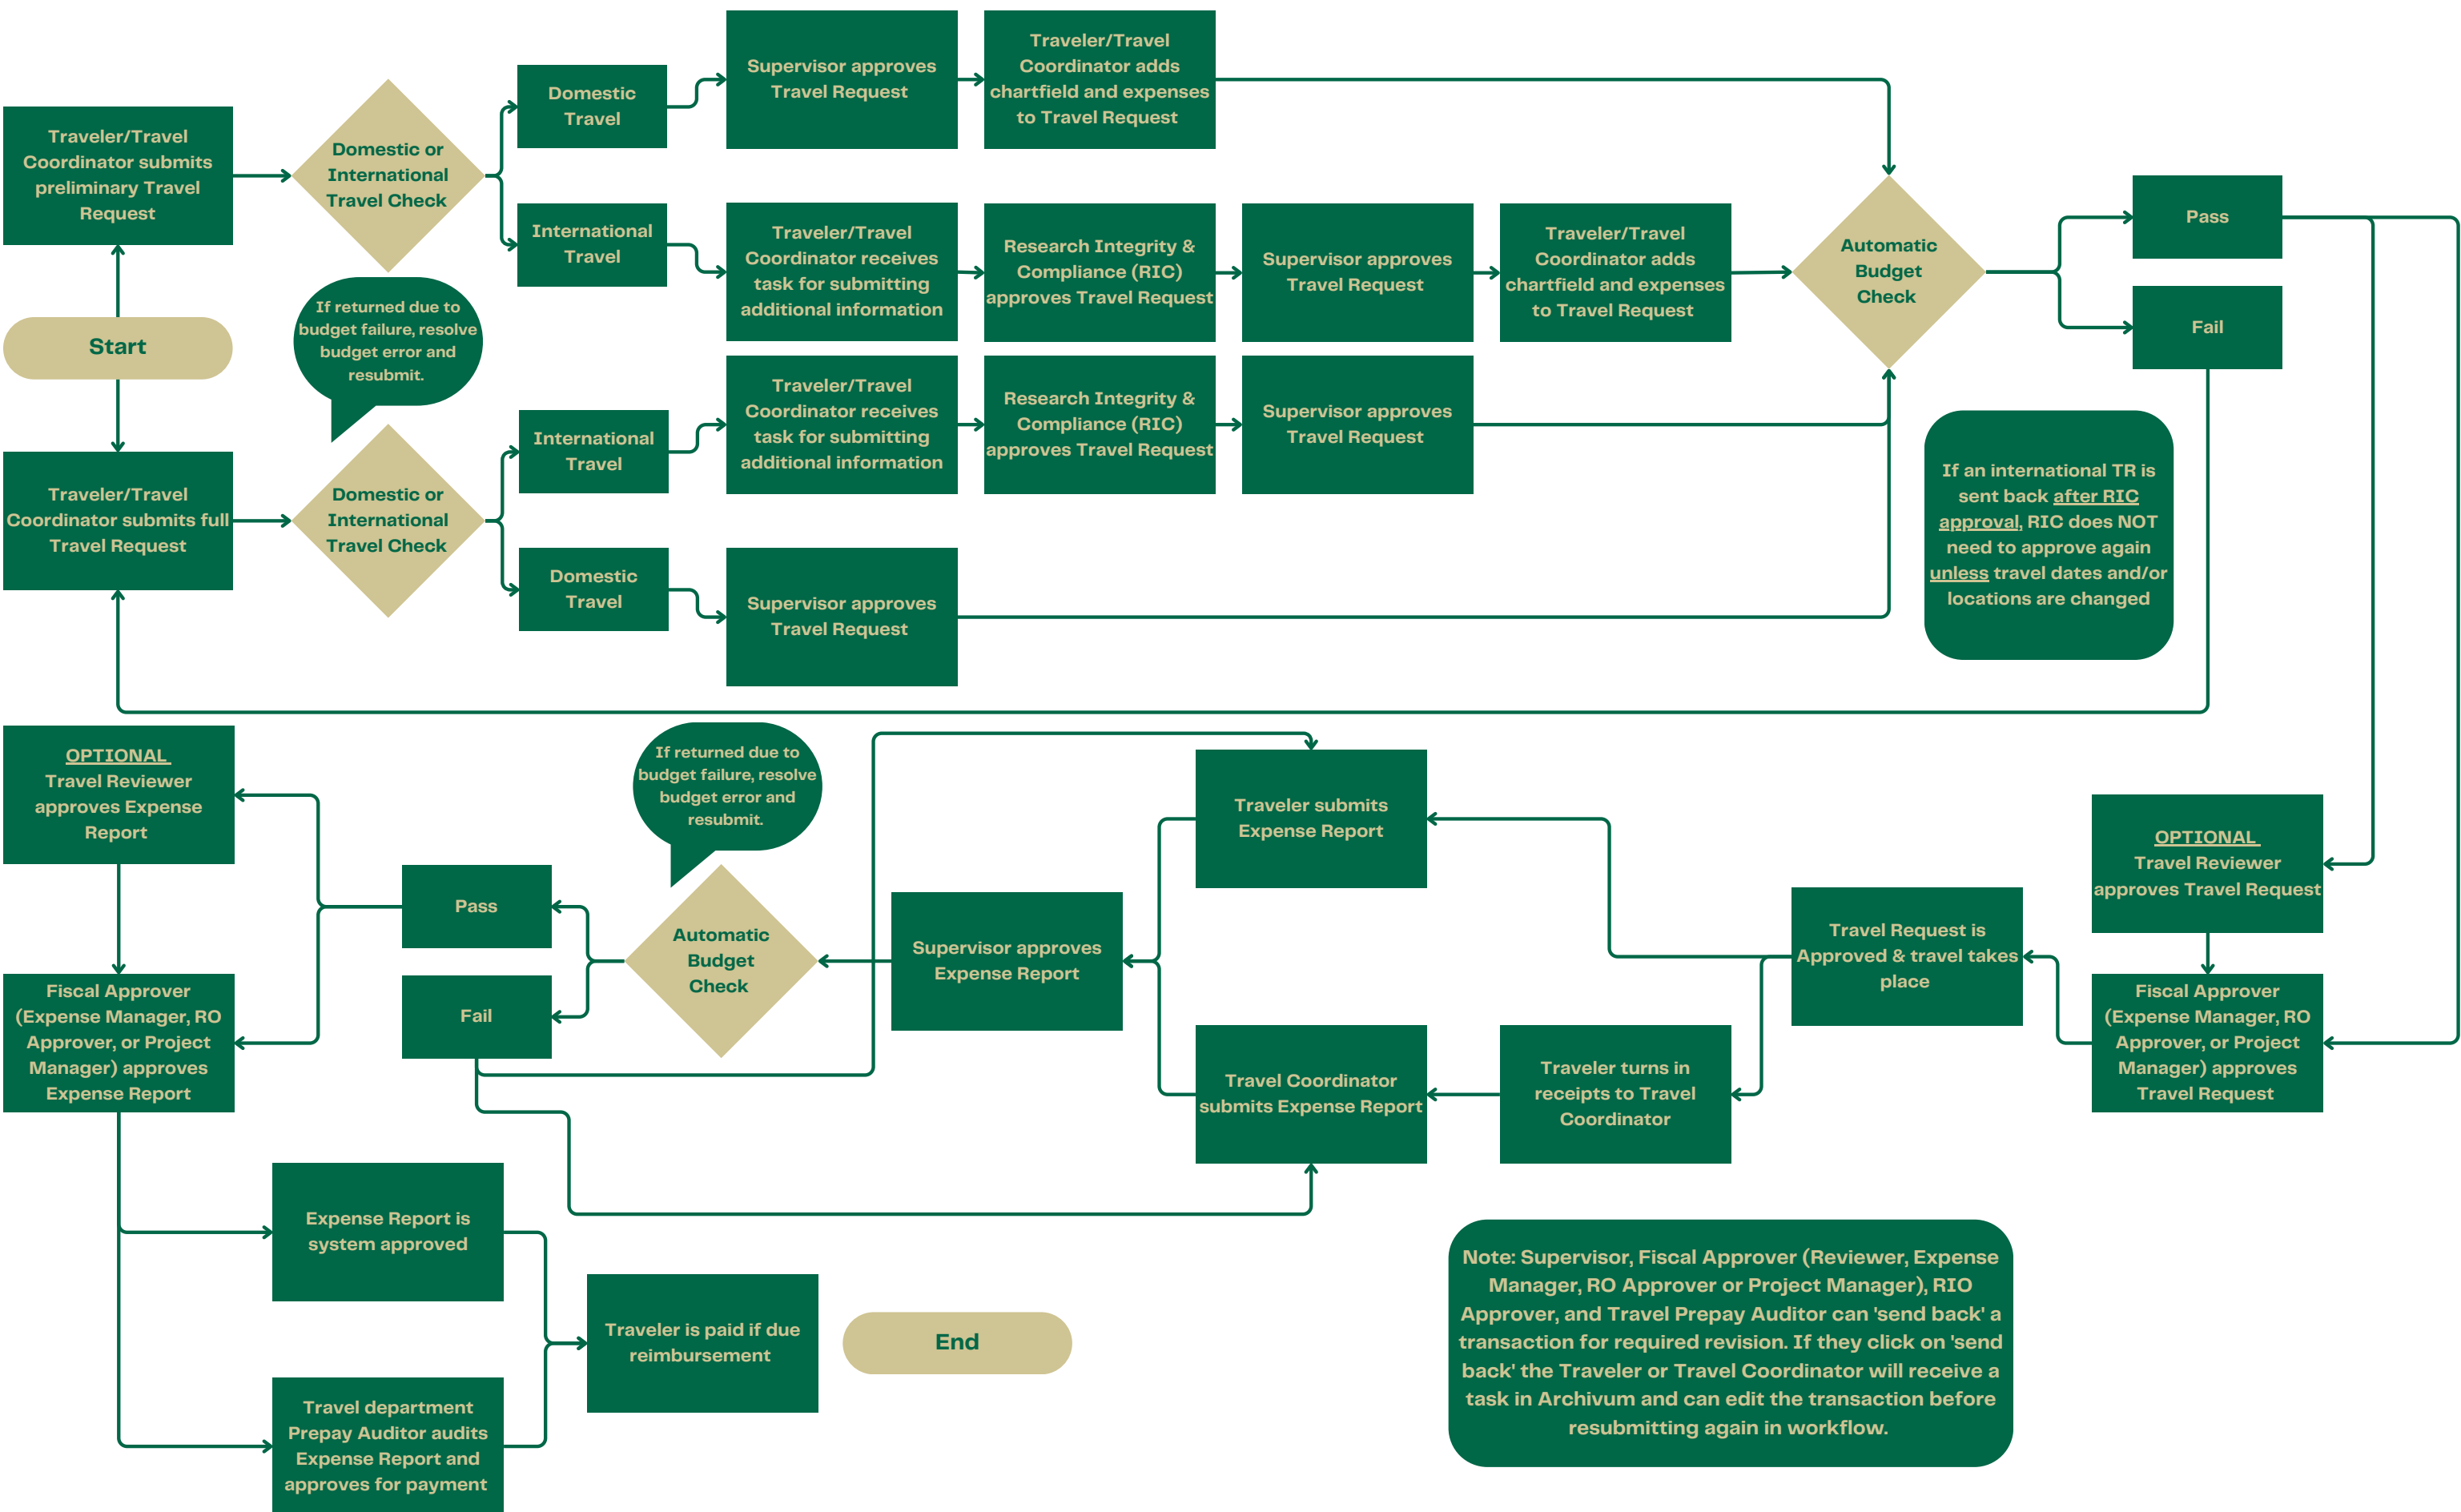 Traveler/Travel
Coordinator submits
preliminary Travel
Request
Domestic or
International
Travel Check
Domestic
Travel
Supervisor approves
Travel Request
Traveler/Travel
Coordinator adds
chartfield and expenses
to Travel Request
International
Travel
Traveler/Travel
Coordinator receives
task for submitting
additional information
Research Integrity &
Compliance (RIC)
approves Travel Request
Supervisor approves
Travel Request
Traveler/Travel
Coordinator adds
chartfield and expenses
to Travel Request
Automatic
Budget
Check
Pass
Fail
Start
If returned due to
budget failure, resolve
budget error and
resubmit.
Traveler/Travel
Coordinator submits full
Travel Request
Domestic or
International
Travel Check
International
Travel
Traveler/Travel
Coordinator receives
task for submitting
additional information
Research Integrity &
Compliance (RIC)
approves Travel Request
Supervisor approves
Travel Request
Domestic
Travel
Supervisor approves
Travel Request
If an international TR is
sent back after RIC
approval, RIC does NOT
need to approve again
unless travel dates and/or
locations are changed
OPTIONAL
Travel Reviewer
approves Travel Request
Fiscal Approver
(Expense Manager, RO
Approver, or Project
Manager) approves
Travel Request
Travel Request is
Approved & travel takes
place
Traveler turns in
receipts to Travel
Coordinator
Traveler submits
Expense Report
Travel Coordinator
submits Expense Report
Supervisor approves
Expense Report
If returned due to
budget failure, resolve
budget error and
resubmit.
Automatic
Budget
Check
Pass
Fail
OPTIONAL
Travel Reviewer
approves Expense
Report
Fiscal Approver
(Expense Manager, RO
Approver, or Project
Manager) approves
Expense Report
Expense Report is
system approved
Travel department
Prepay Auditor audits
Expense Report and
approves for payment
Traveler is paid if due
reimbursement
End
Note: Supervisor, Fiscal Approver (Reviewer, Expense
Manager, RO Approver or Project Manager), RIO
Approver, and Travel Prepay Auditor can 'send back' a
transaction for required revision. If they click on 'send
back' the Traveler or Travel Coordinator will receive a
task in Archivum and can edit the transaction before
resubmitting again in workflow.